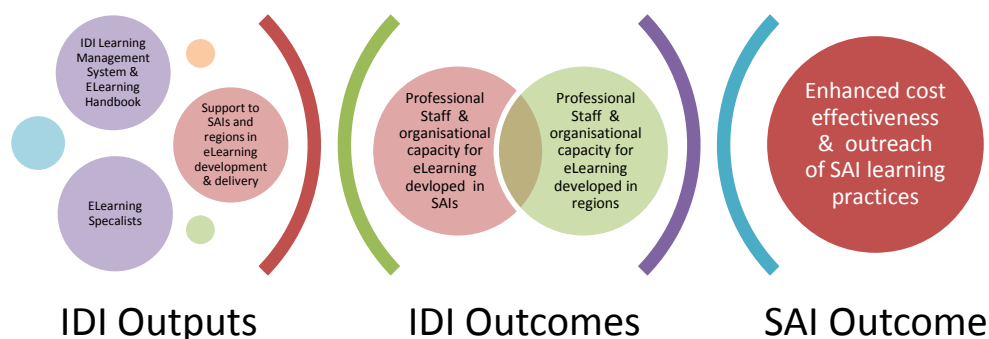 IDI Learning
Management
System &
ELearning
Handbook
Support to
SAIs and
regions in
eLearning
development
& delivery
ELearning
Specalists
IDI Outputs
Professional
Staff &
organisational
capacity for
eLearning
devloped in
SAIs
Professional
Staff &
organisational
capacity for
eLearning
developed in
regions
IDI Outcomes
Enhanced cost
effectiveness
& outreach
of SAI learning
practices
SAI Outcome